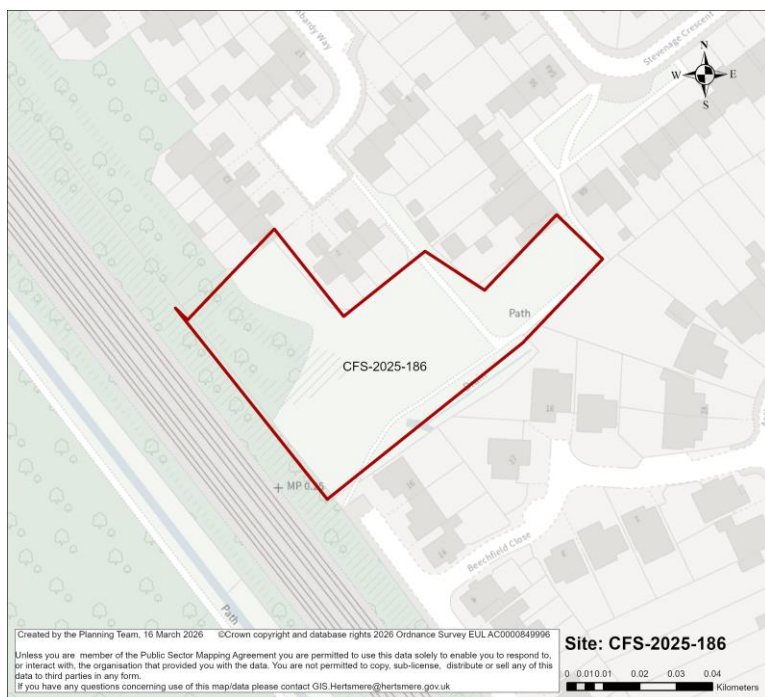 Stevenage Crescent
N
W E
S
Path
CFS-2025-186
MP 0.25
Beechfield Close
Path
Created by the Planning Team, 16 March 2026 ©Crown copyright and database rights 2026 Ordnance Survey EUL AC0000849996
Unless you are member of the Public Sector Mapping Agreement you are permitted to use this data solely to enable you to respond to,
or interact with, the organisation that provided you with the data. You are not permitted to copy, sub-license, distribute or sell any of this
data to third parties in any form.
If you have any questions concerning use of this map/data please contact GIS.Hertsmere@hertsmere.gov.uk
Site: CFS-2025-186
0 0.010.01 0.02 0.03 0.04
Kilometers